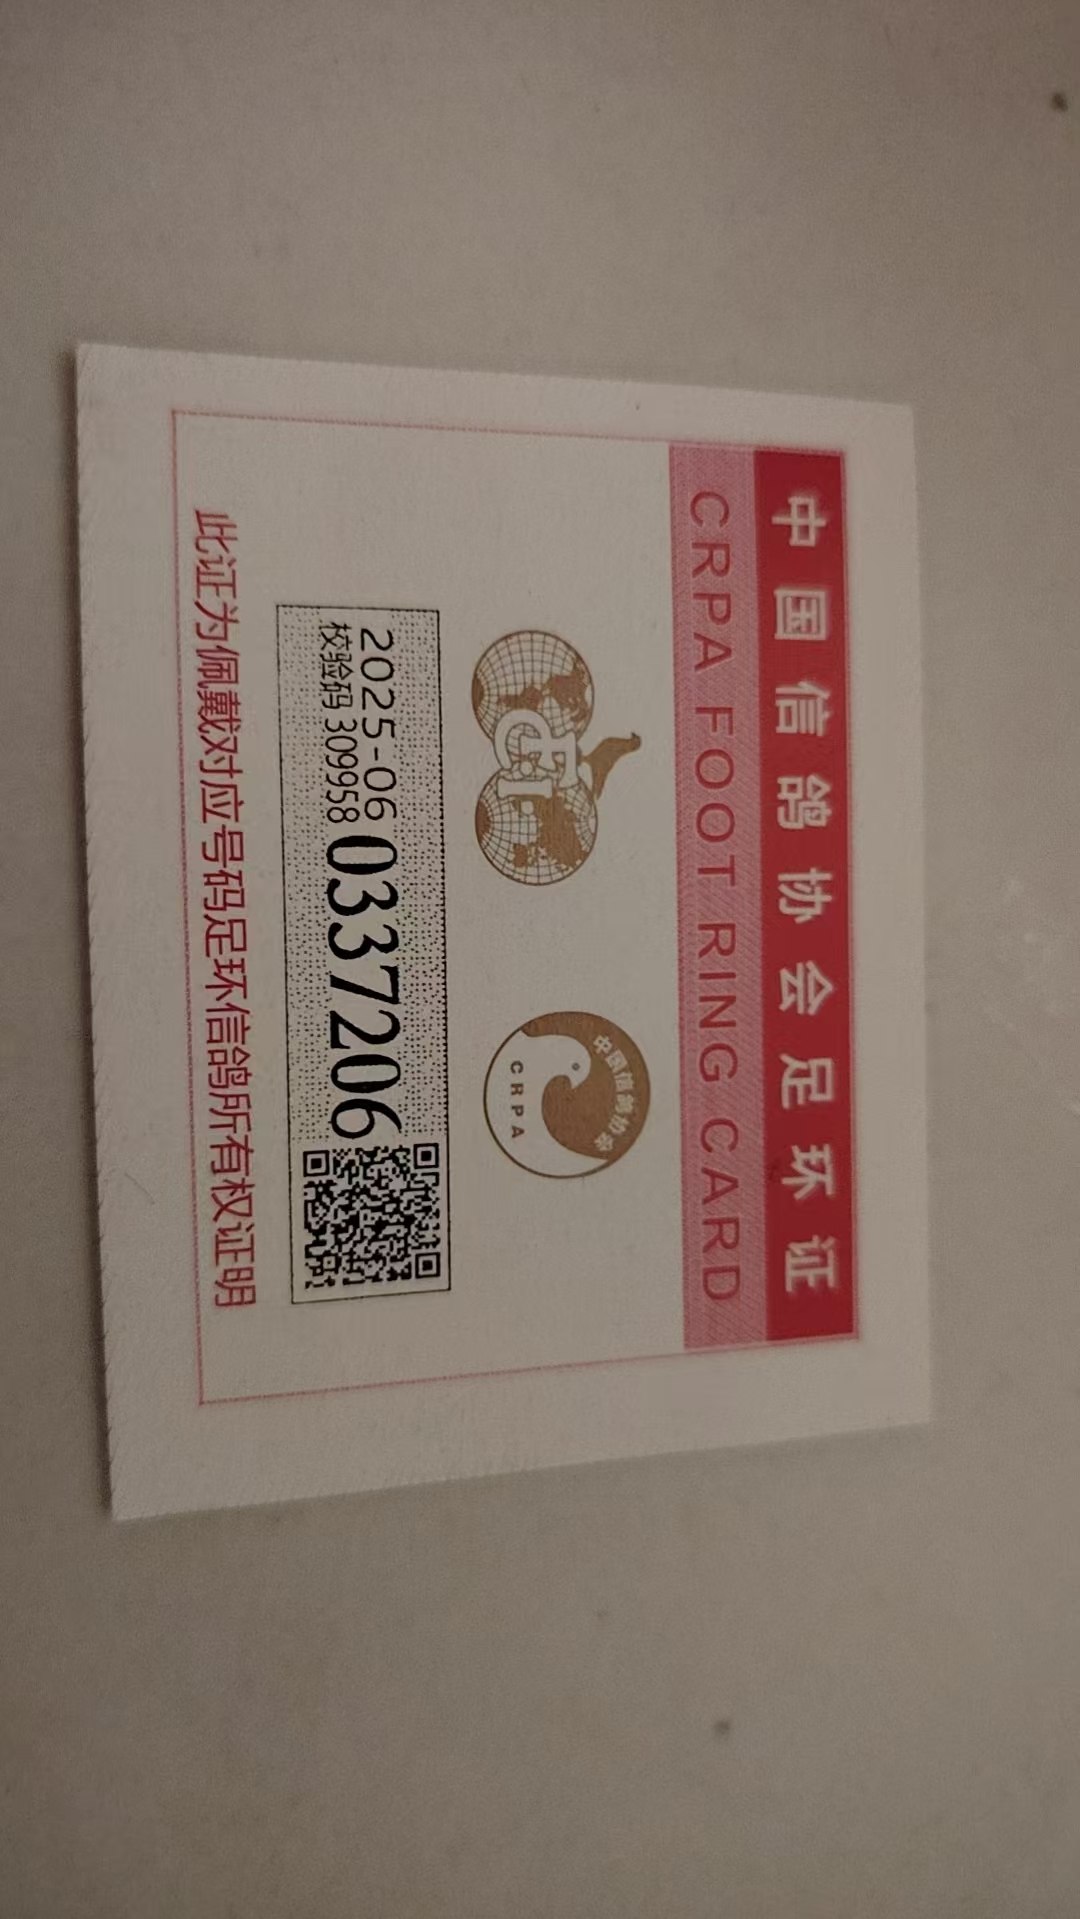 中国信鸽协会足环证
CRPA FOOT RING CARD
FCI
中国信鸽协会
CRPA
2025-06
校验码 309958
0337206
此证为佩戴对应号码足环信鸽所有权证明